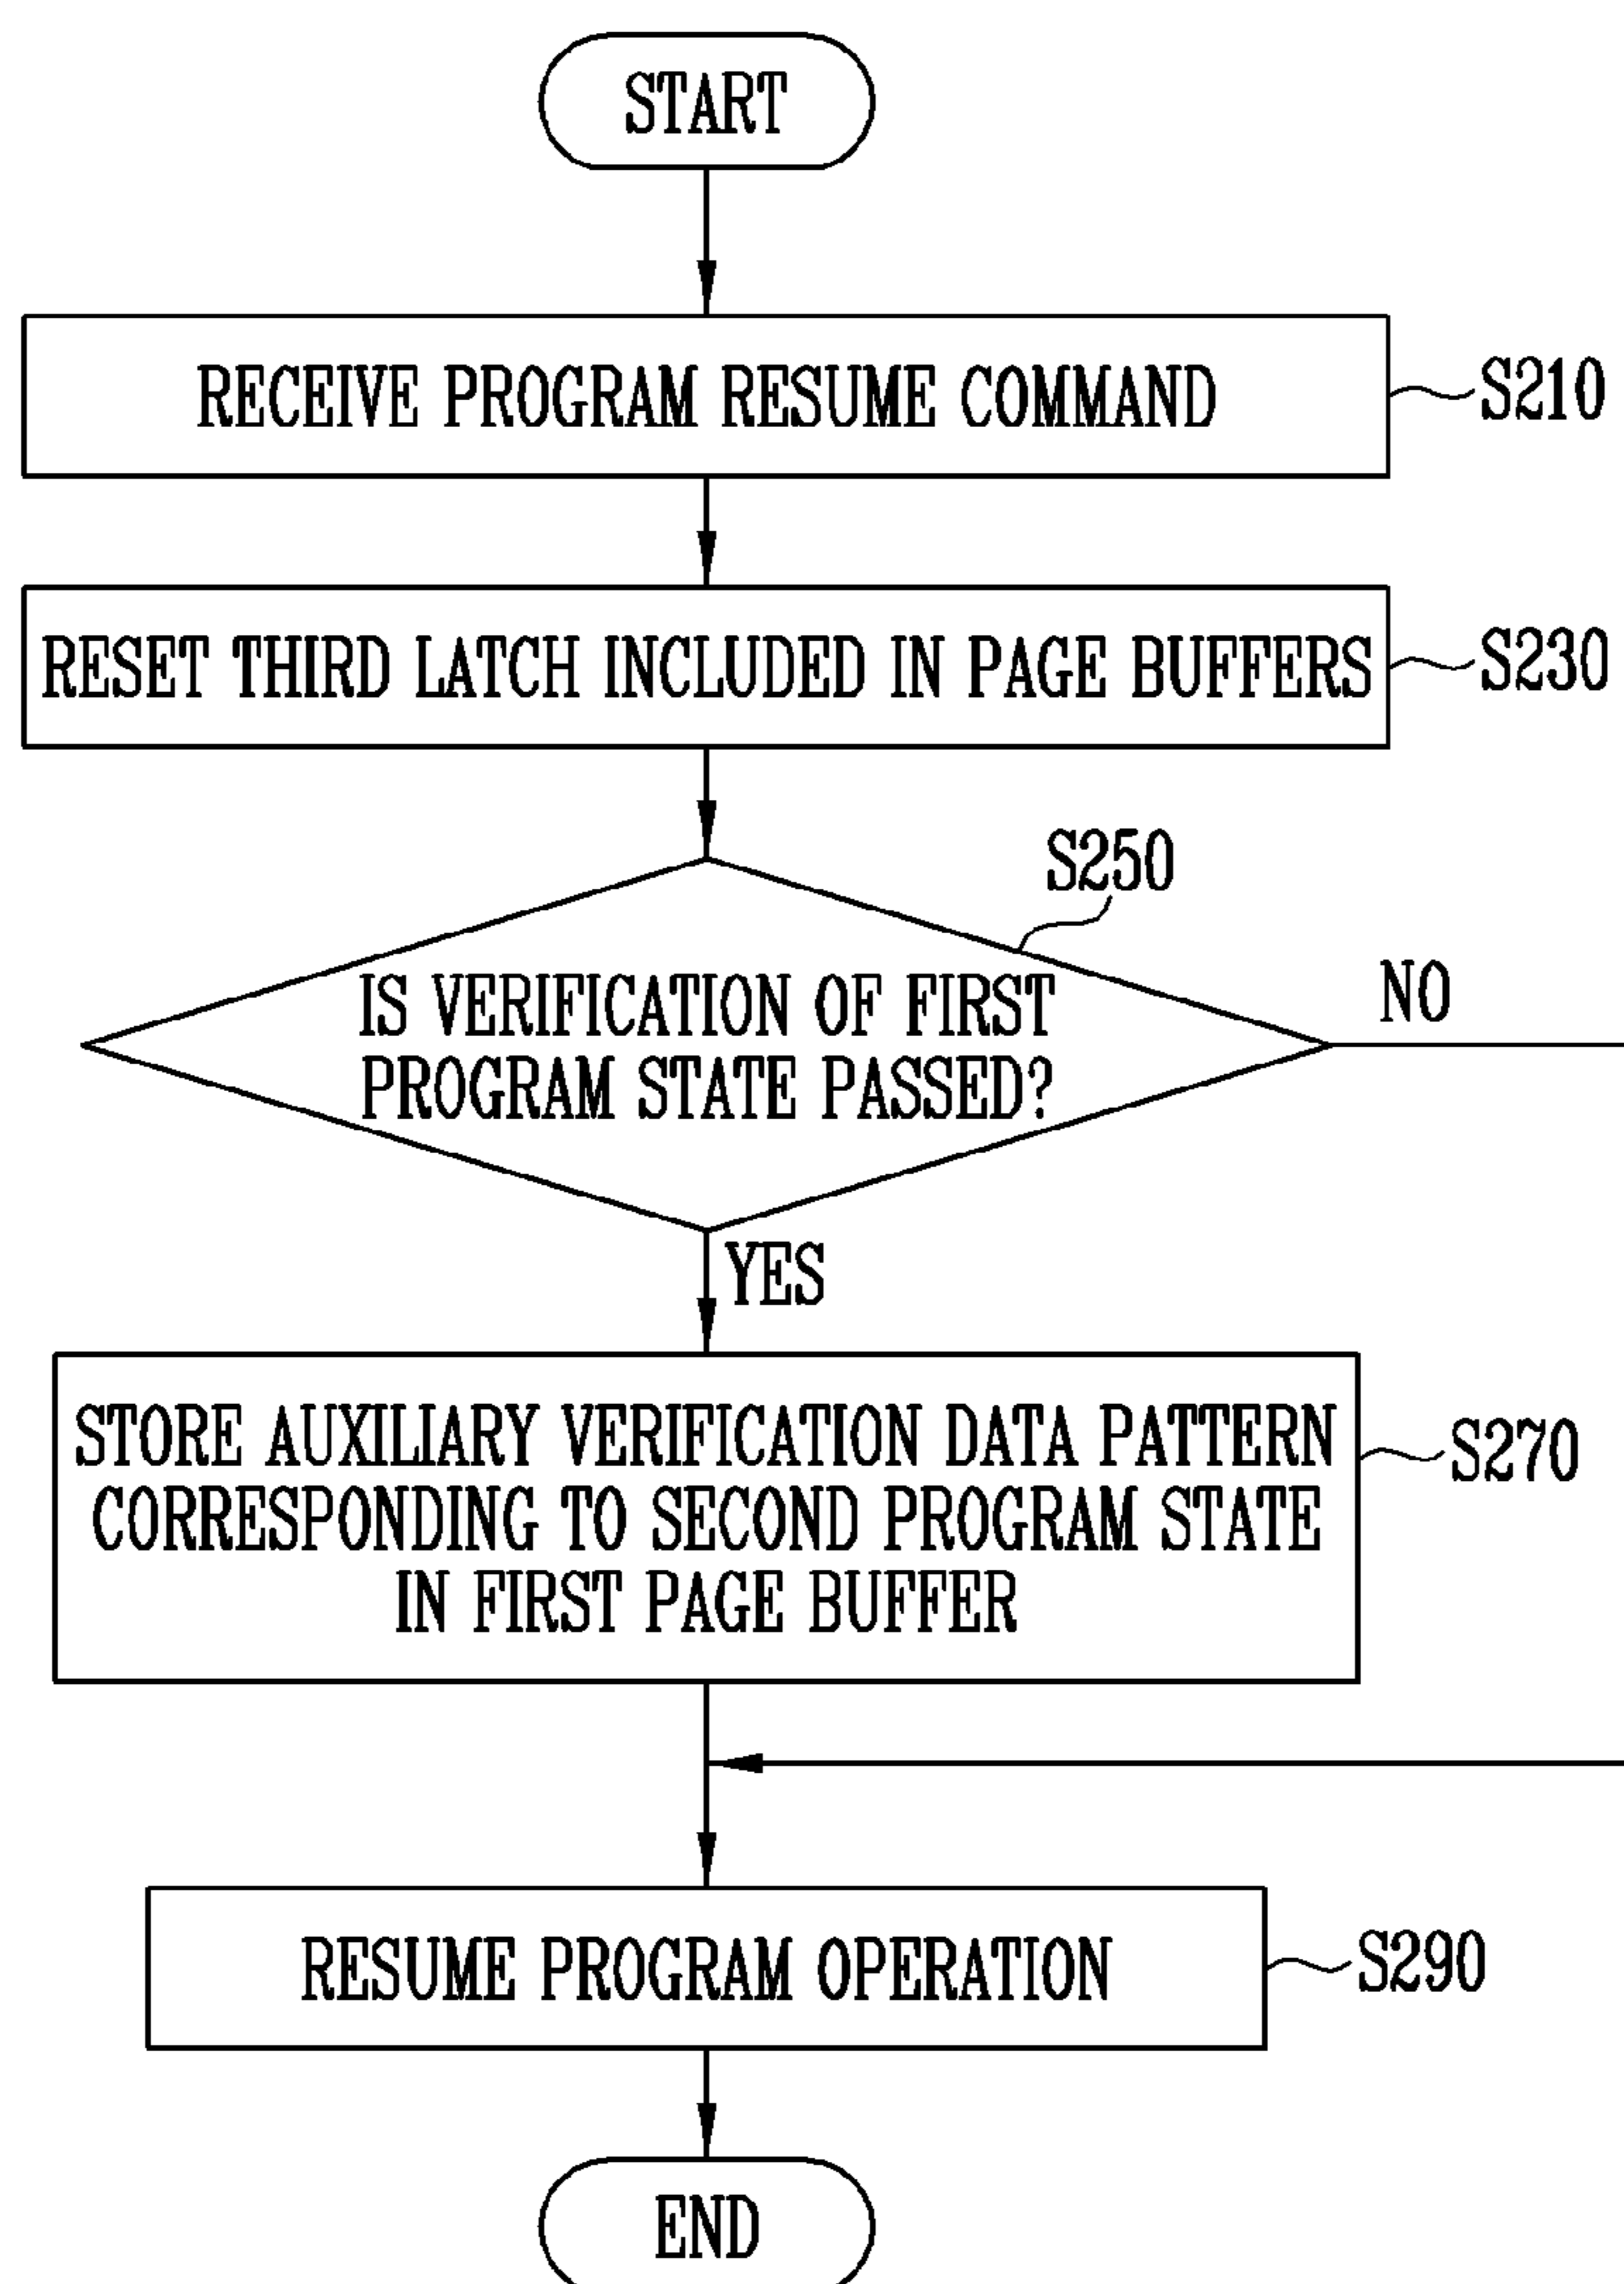 START
RECEIVE PROGRAM RESUME COMMAND
S210
RESET THIRD LATCH INCLUDED IN PAGE BUFFERS
S230
S250
IS VERIFICATION OF FIRST
PROGRAM STATE PASSED?
NO
YES
STORE AUXILIARY VERIFICATION DATA PATTERN
CORRESPONDING TO SECOND PROGRAM STATE
IN FIRST PAGE BUFFER
S270
RESUME PROGRAM OPERATION
S290
END